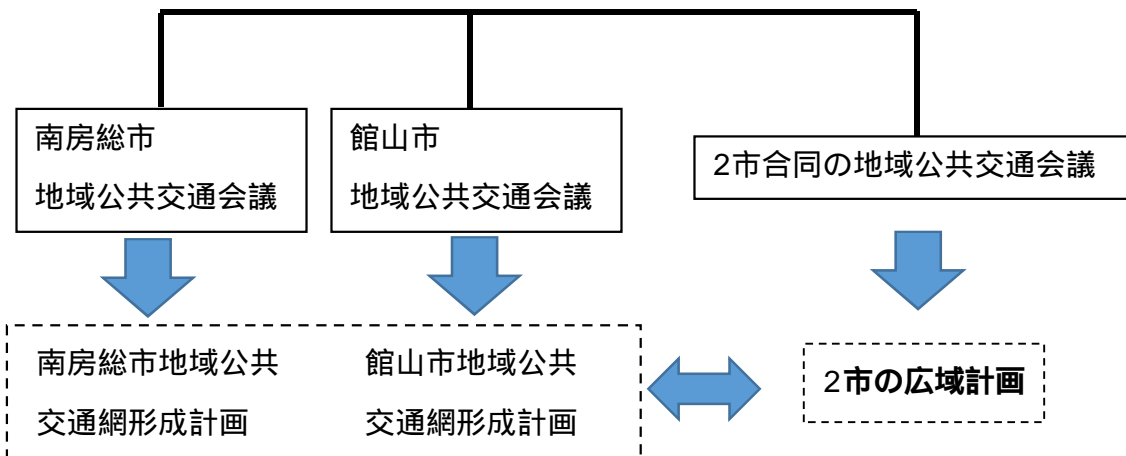 南房総市
地域公共交通会議
館山市
地域公共交通会議
2市合同の地域公共交通会議
南房総市地域公共
交通網形成計画
館山市地域公共
交通網形成計画
2市の広域計画